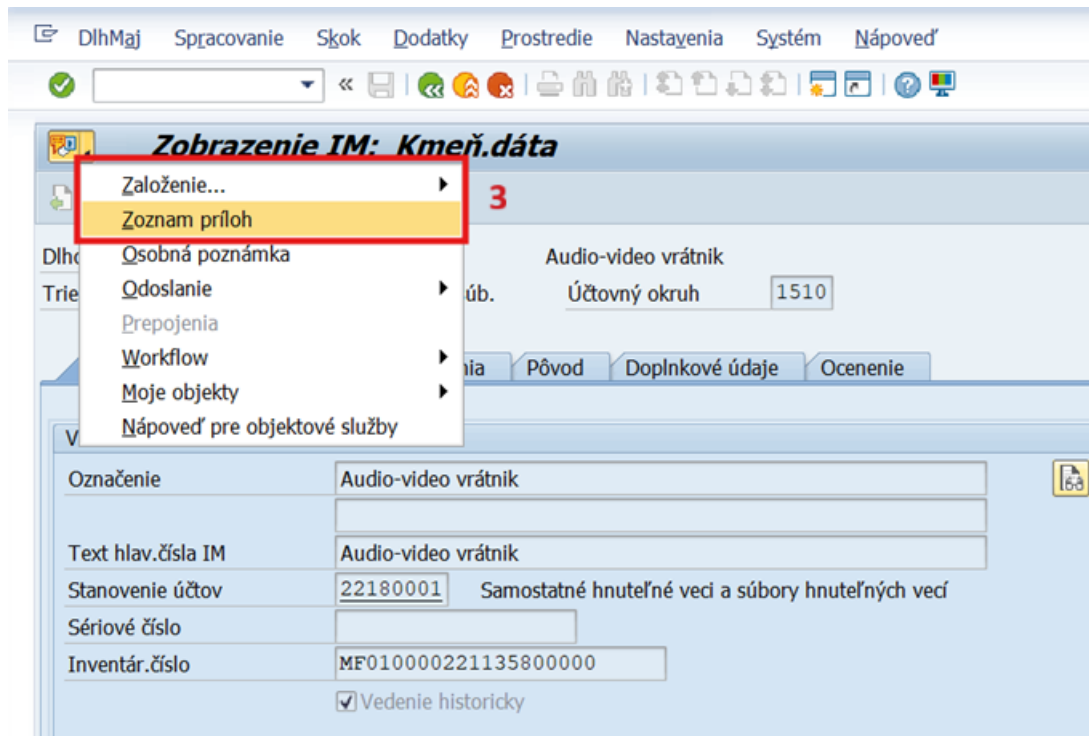 DlhMaj Spracovanie Skok Dodatky Prostredie Nastavenia Systém Nápoveď
Zobrazenie IM: Kmeň.dáta
Založenie...
3
Zoznam príloh
Osobná poznámka
Audio-video vrátnik
Odoslanie
Účtovný okruh 1510
Prepojenia
Workflow
Pôvod Doplnkové údaje Ocenenie
Moje objekty
Nápoveď pre objektové služby
Označenie Audio-video vrátnik
Text hlav.čísla IM Audio-video vrátnik
Stanovenie účtov 22180001 Samostatné hnuteľné veci a súbory hnuteľných vecí
Sériové číslo
Inventár.číslo MF010000221135800000
Vedenie historicky